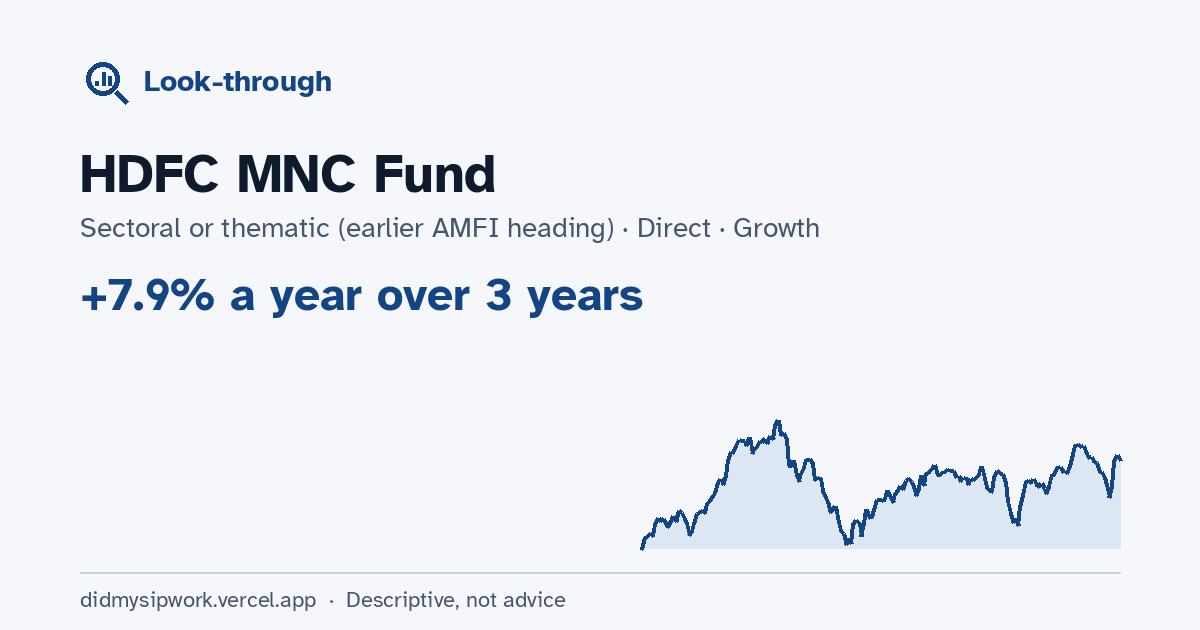 Look-through
HDFC MNC Fund
Sectoral or thematic (earlier AMFI heading) · Direct · Growth
+7.9% a year over 3 years
didmysipwork.vercel.app · Descriptive, not advice